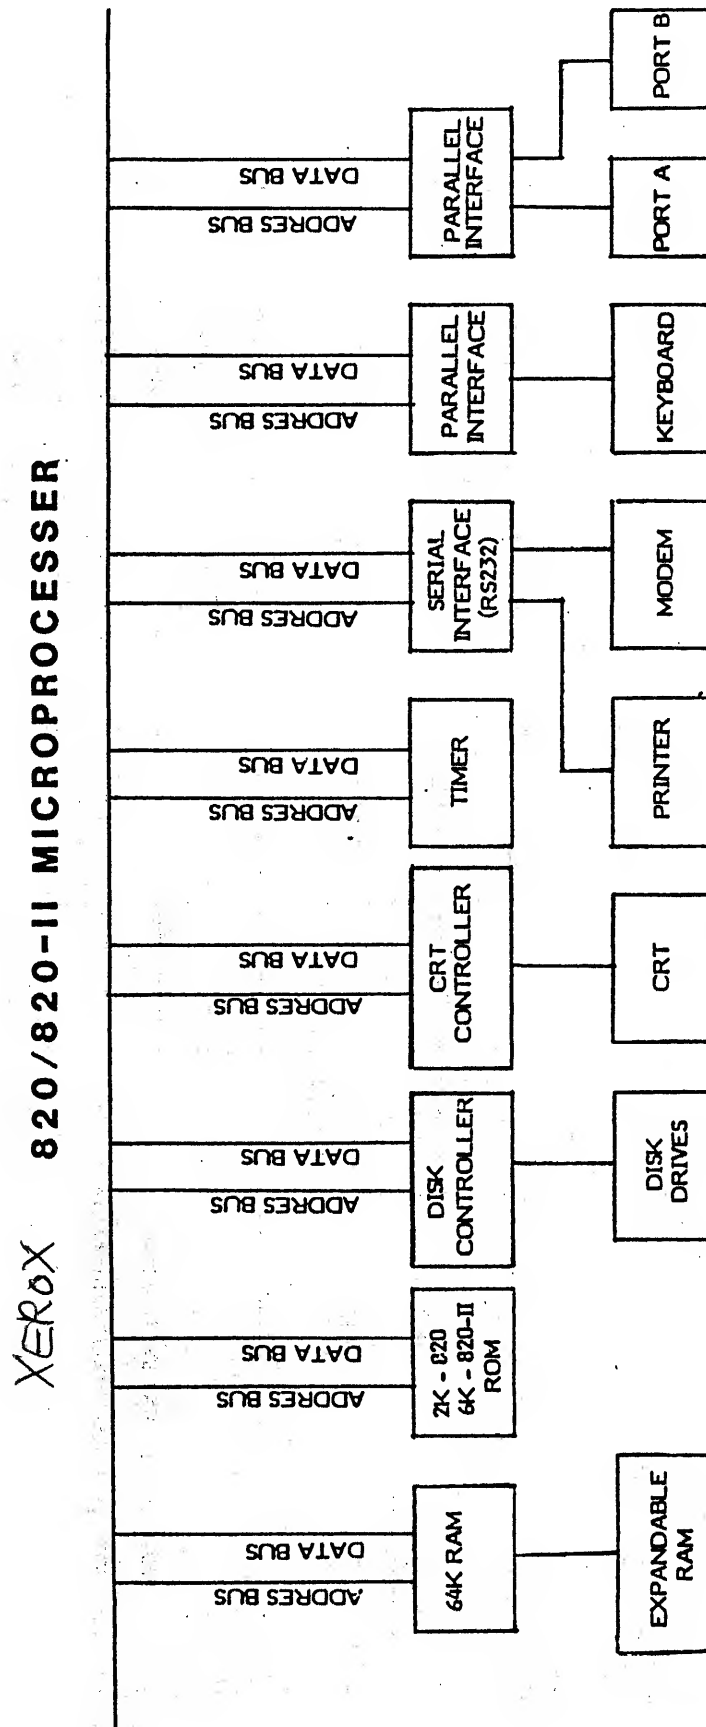 XEROX 820/820-II MICROPROCESSER
ADDRES BUS
DATA BUS
ADDRES BUS
DATA BUS
ADDRES BUS
DATA BUS
ADDRES BUS
DATA BUS
ADDRES BUS
DATA BUS
ADDRES BUS
DATA BUS
ADDRES BUS
DATA BUS
ADDRES BUS
DATA BUS
64K RAM
2K - 820
6K - 820-II
ROM
DISK
CONTROLLER
CRT
CONTROLLER
TIMER
SERIAL
INTERFACE
(RS232)
PARALLEL
INTERFACE
PARALLEL
INTERFACE
EXPANDABLE
RAM
DISK
DRIVES
CRT
PRINTER
MODEM
KEYBOARD
PORT A
PORT B